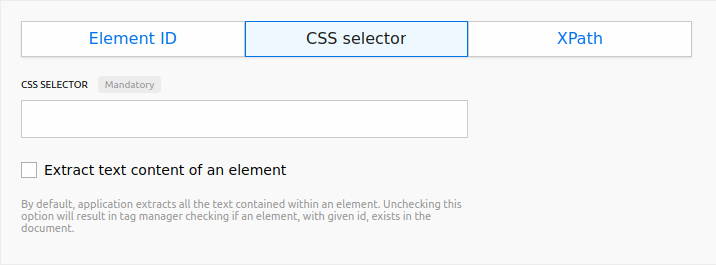 Element ID CSS selector XPath
CSS SELECTOR Mandatory
Extract text content of an element
By default, application extracts all the text contained within an element. Unchecking this
option will result in tag manager checking if an element, with given id, exists in the
document.